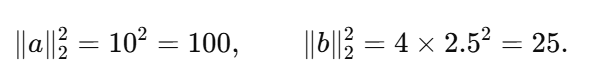 ‖a‖₂² = 10² = 100,  ‖b‖₂² = 4 × 2.5² = 25.